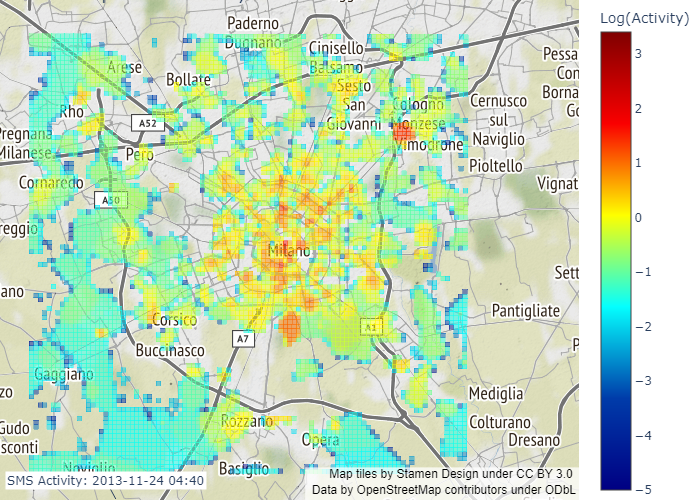 Log(Activity)
Paderno
Dugnano
Cinisello
Balsamo
Arese
Bollate
Sesto
San
Giovanni
Cologno
Monzese
Vimodrone
Cernusco
sul
Naviglio
Pioltello
Rho
A52
Pregnana
Milanese
Pero
Cornaredo
A50
Vignat
Milano
Sett
Pantigliate
Corsico
A7
A1
Buccinasco
Gaggiano
Rozzano
Opera
Mediglia
Colturano
Dresano
Basiglio
Noviglio
Pessa
Con
Borna
Go
reggio
ano
zo
Gudo
sconti
P
3
2
1
0
−1
−2
−3
−4
−5
SMS Activity: 2013-11-24 04:40
Map tiles by Stamen Design under CC BY 3.0
Data by OpenStreetMap contributors under ODbL